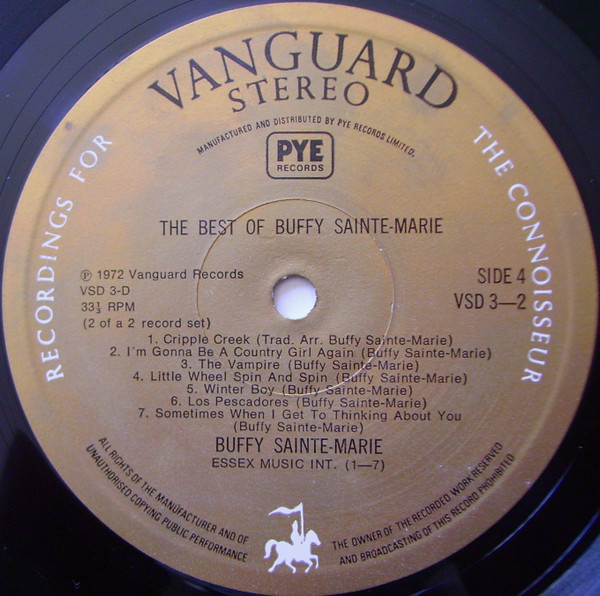 VANGUARD
STEREO
MANUFACTURED AND DISTRIBUTED BY PYE RECORDS LIMITED.
PYE
RECORDS
RECORDINGS FOR
THE CONNOISSEUR
THE BEST OF BUFFY SAINTE-MARIE
℗ 1972 Vanguard Records
VSD 3-D
33⅓ RPM
(2 of a 2 record set)
SIDE 4
VSD 3—2
1. Cripple Creek (Trad. Arr. Buffy Sainte-Marie)
2. I'm Gonna Be A Country Girl Again (Buffy Sainte-Marie)
3. The Vampire (Buffy Sainte-Marie)
4. Little Wheel Spin And Spin (Buffy Sainte-Marie)
5. Winter Boy (Buffy Sainte-Marie)
6. Los Pescadores (Buffy Sainte-Marie)
7. Sometimes When I Get To Thinking About You
(Buffy Sainte-Marie)
BUFFY SAINTE-MARIE
ESSEX MUSIC INT. (1—7)
ALL RIGHTS OF THE MANUFACTURER AND OF
THE OWNER OF THE RECORDED WORK RESERVED
UNAUTHORISED COPYING PUBLIC PERFORMANCE
AND BROADCASTING OF THIS RECORD PROHIBITED